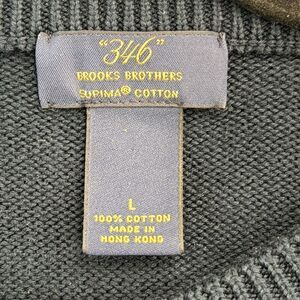 "346"
BROOKS BROTHERS
SUPIMA® COTTON
L
100% COTTON
MADE IN
HONG KONG